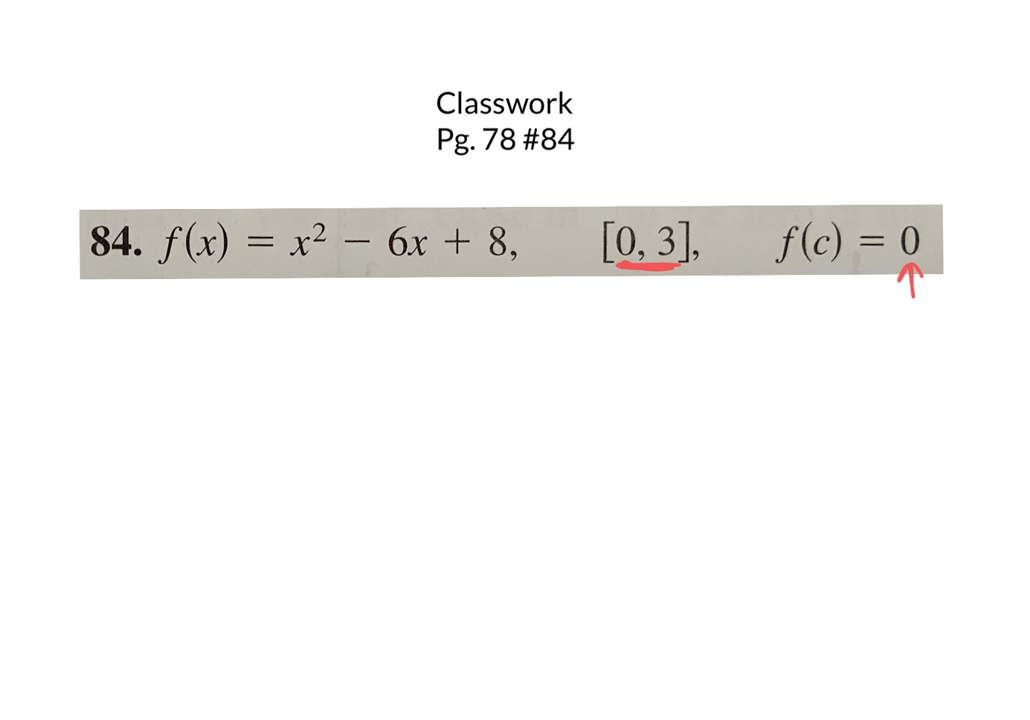 Classwork
Pg. 78 #84
84. f(x) = x² − 6x + 8, [0, 3], f(c) = 0